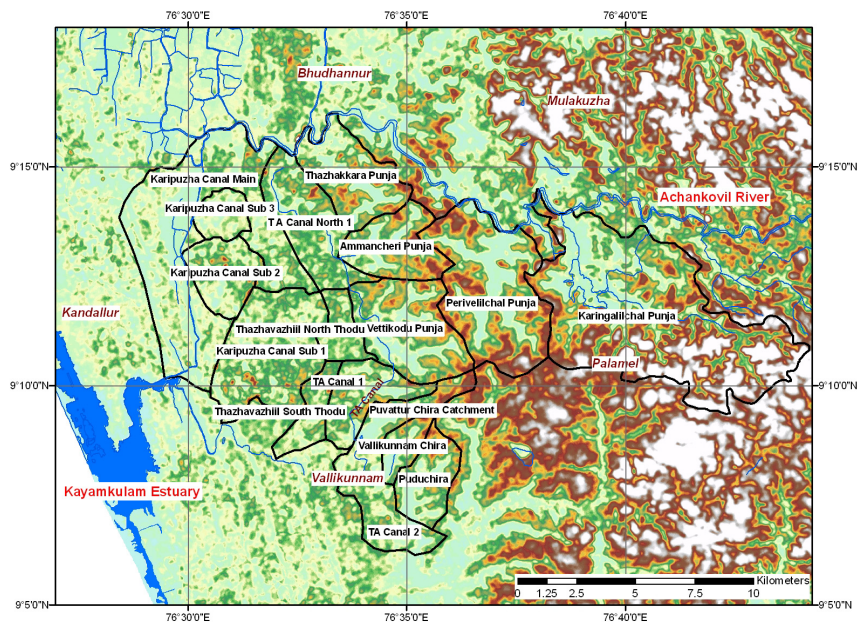 76°30'0"E 76°35'0"E 76°40'0"E
Bhudhannur
Mulakuzha
9°15'0"N 9°15'0"N
Thazhakkara Punja
Karipuzha Canal Main
Achankovil River
Karipuzha Canal Sub 3
TA Canal North 1
Ammancheri Punja
Karipuzha Canal Sub 2
Perivelilchal Punja
Kandallur
Karingalilchal Punja
Thazhavazhiil North Thodu Vettikodu Punja
Karipuzha Canal Sub 1
Palamel
9°10'0"N 9°10'0"N
TA Canal 1
TA Canal
Thazhavazhiil South Thodu
Puvattur Chira Catchment
Vallikunnam Chira
Vallikunnam
Puduchira
Kayamkulam Estuary
TA Canal 2
Kilometers
0 1.25 2.5 5 7.5 10
9°5'0"N 9°5'0"N
76°30'0"E 76°35'0"E 76°40'0"E